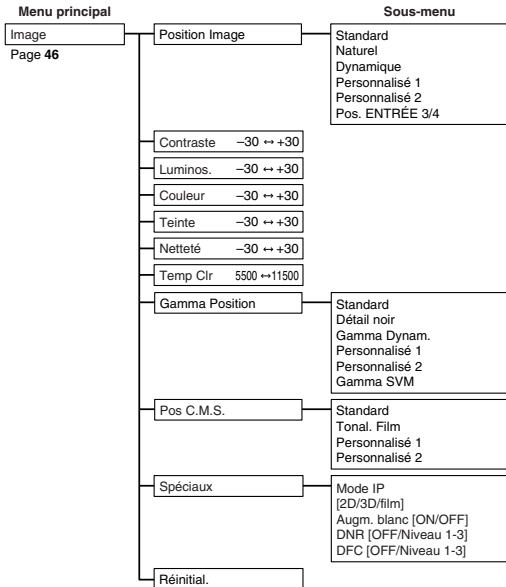 Menu principal
Sous-menu
Image
Page 46
Position Image
Standard
Naturel
Dynamique
Personnalisé 1
Personnalisé 2
Pos. ENTRÉE 3/4
Contraste –30 ↔ +30
Luminos. –30 ↔ +30
Couleur –30 ↔ +30
Teinte –30 ↔ +30
Netteté –30 ↔ +30
Temp Clr 5500 ↔11500
Gamma Position
Standard
Détail noir
Gamma Dynam.
Personnalisé 1
Personnalisé 2
Gamma SVM
Pos C.M.S.
Standard
Tonal. Film
Personnalisé 1
Personnalisé 2
Spéciaux
Mode IP
[2D/3D/film]
Augm. blanc [ON/OFF]
DNR [OFF/Niveau 1-3]
DFC [OFF/Niveau 1-3]
Réinitial.